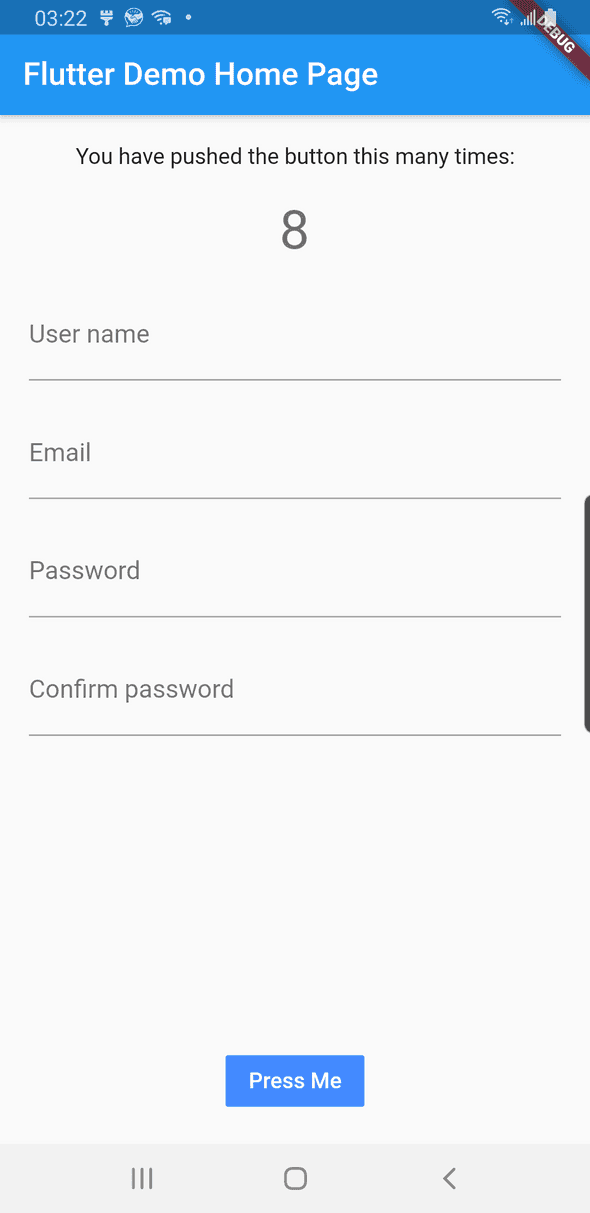 03:22
DEBUG
Flutter Demo Home Page
You have pushed the button this many times:
8
User name
Email
Password
Confirm password
Press Me